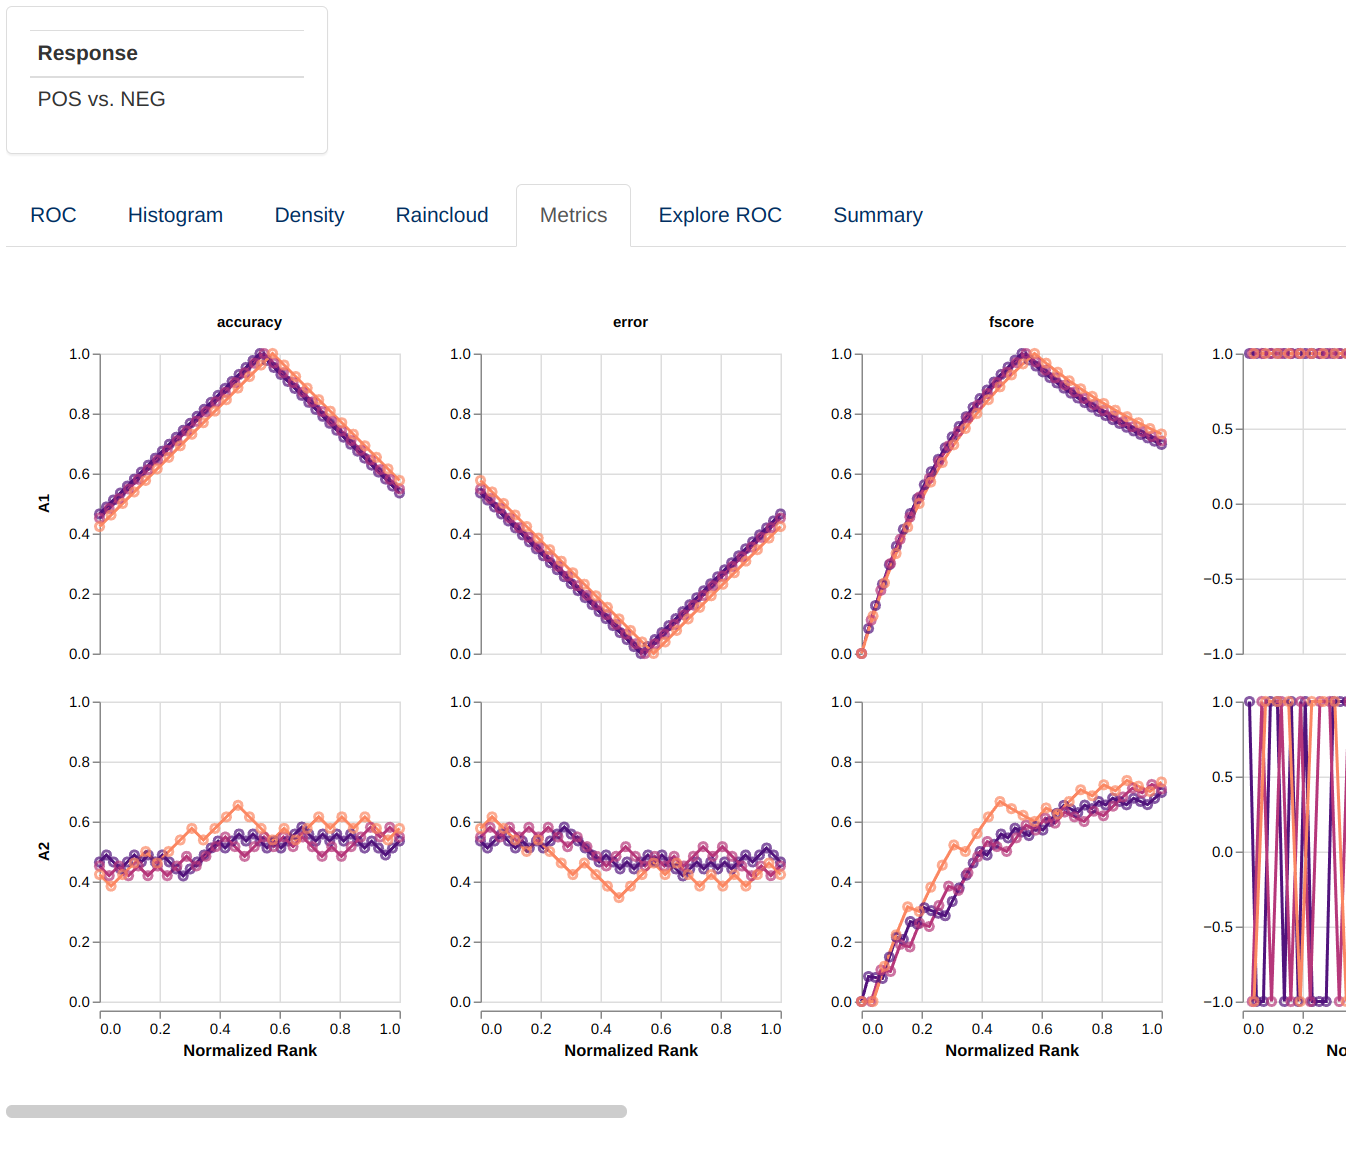 Response
POS vs. NEG
ROC Histogram Density Raincloud Metrics Explore ROC Summary
accuracy error fscore
A1
1.0 0.8 0.6 0.4 0.2 0.0
1.0 0.8 0.6 0.4 0.2 0.0
1.0 0.8 0.6 0.4 0.2 0.0
1.0 0.5 0.0 −0.5 −1.0
A2
1.0 0.8 0.6 0.4 0.2 0.0
1.0 0.8 0.6 0.4 0.2 0.0
1.0 0.8 0.6 0.4 0.2 0.0
1.0 0.5 0.0 −0.5 −1.0
0.0 0.2 0.4 0.6 0.8 1.0 0.0 0.2 0.4 0.6 0.8 1.0 0.0 0.2 0.4 0.6 0.8 1.0 0.0 0.2
Normalized Rank Normalized Rank Normalized Rank No